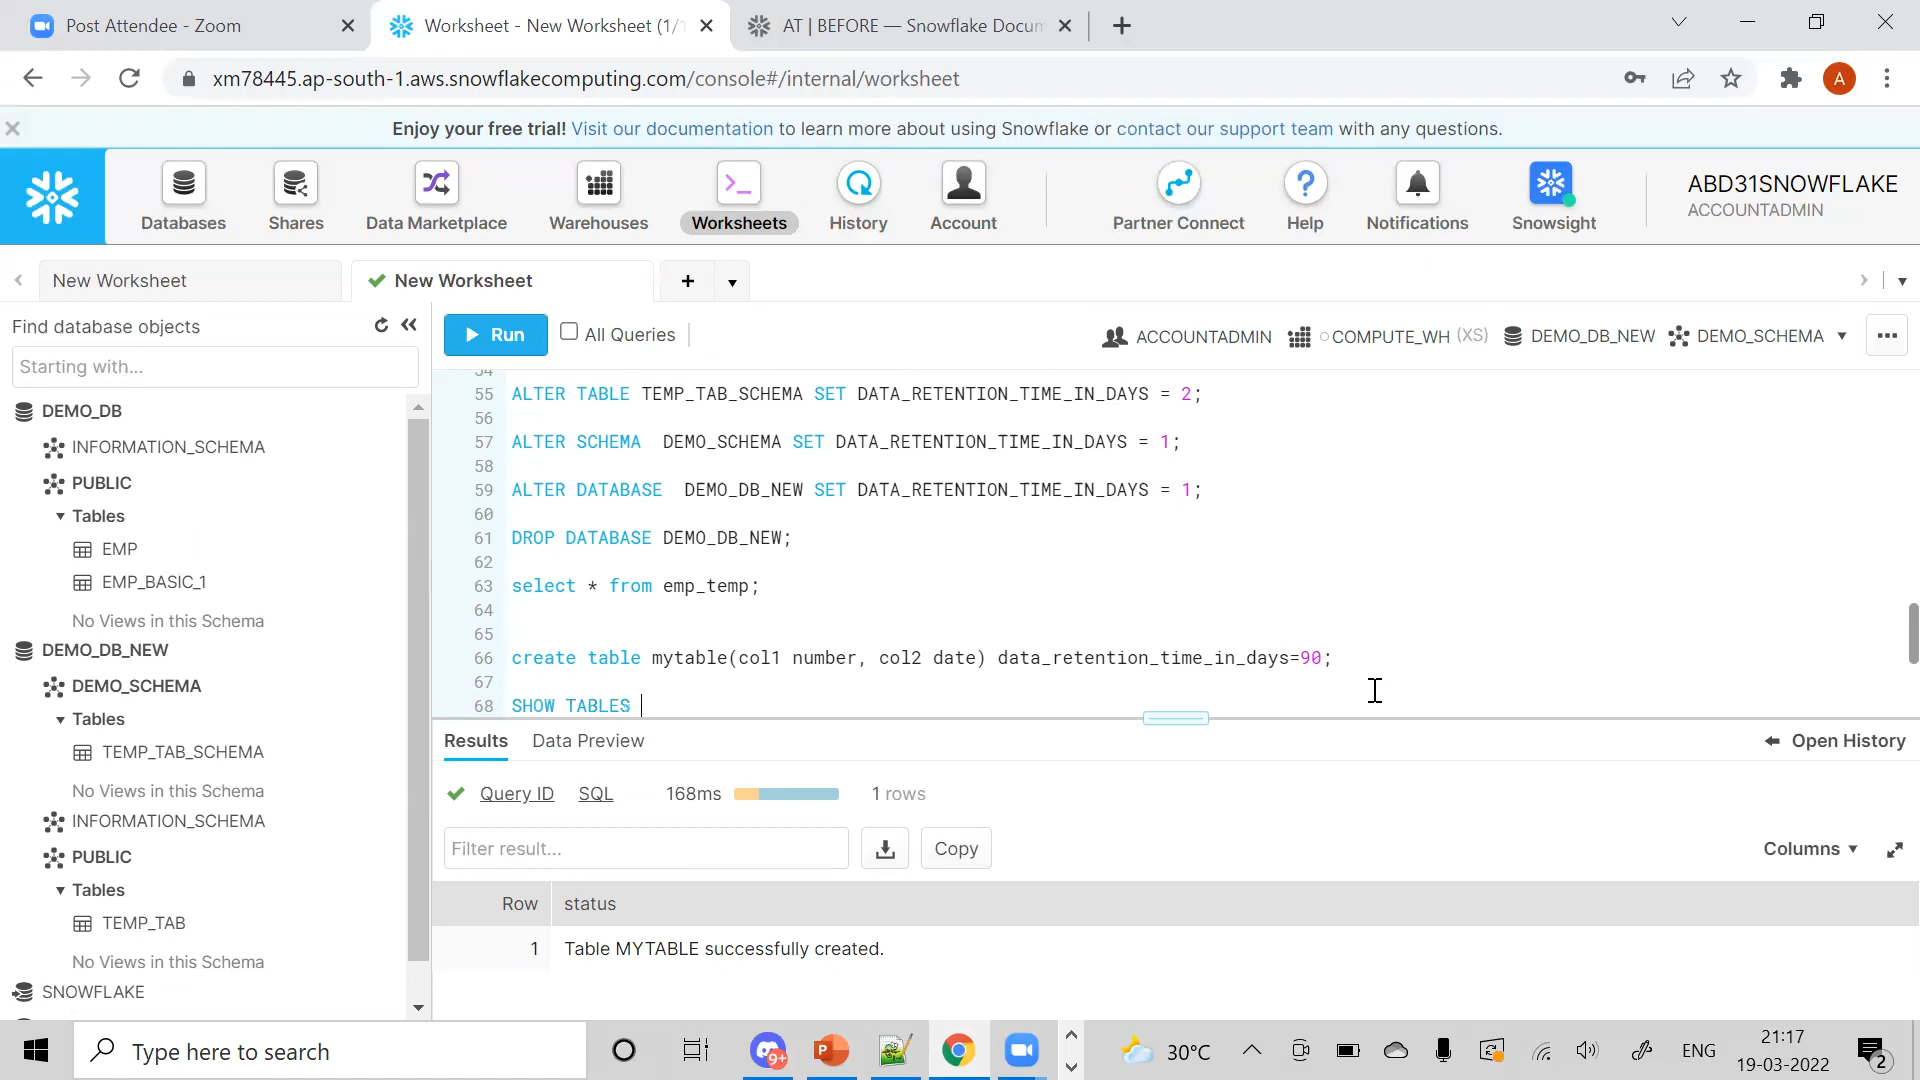 Post Attendee - Zoom
Worksheet - New Worksheet (1/
AT | BEFORE — Snowflake Docum
xm78445.ap-south-1.aws.snowflakecomputing.com/console#/internal/worksheet
A
Enjoy your free trial! Visit our documentation to learn more about using Snowflake or contact our support team with any questions.
Databases
Shares
Data Marketplace
Warehouses
Worksheets
History
Account
Partner Connect
Help
Notifications
Snowsight
ABD31SNOWFLAKE
ACCOUNTADMIN
New Worksheet
New Worksheet
Find database objects
Starting with...
DEMO_DB
INFORMATION_SCHEMA
PUBLIC
Tables
EMP
EMP_BASIC_1
No Views in this Schema
DEMO_DB_NEW
DEMO_SCHEMA
Tables
TEMP_TAB_SCHEMA
No Views in this Schema
INFORMATION_SCHEMA
PUBLIC
Tables
TEMP_TAB
No Views in this Schema
SNOWFLAKE
Run
All Queries
ACCOUNTADMIN
COMPUTE_WH (XS)
DEMO_DB_NEW
DEMO_SCHEMA
54
55 ALTER TABLE TEMP_TAB_SCHEMA SET DATA_RETENTION_TIME_IN_DAYS = 2;
56
57 ALTER SCHEMA  DEMO_SCHEMA SET DATA_RETENTION_TIME_IN_DAYS = 1;
58
59 ALTER DATABASE  DEMO_DB_NEW SET DATA_RETENTION_TIME_IN_DAYS = 1;
60
61 DROP DATABASE DEMO_DB_NEW;
62
63 select * from emp_temp;
64
65
66 create table mytable(col1 number, col2 date) data_retention_time_in_days=90;
67
68 SHOW TABLES
Results
Data Preview
Open History
Query ID
SQL
168ms
1 rows
Filter result...
Copy
Columns
Row
status
1
Table MYTABLE successfully created.
Type here to search
9+
30°C
ENG
21:17
19-03-2022
2